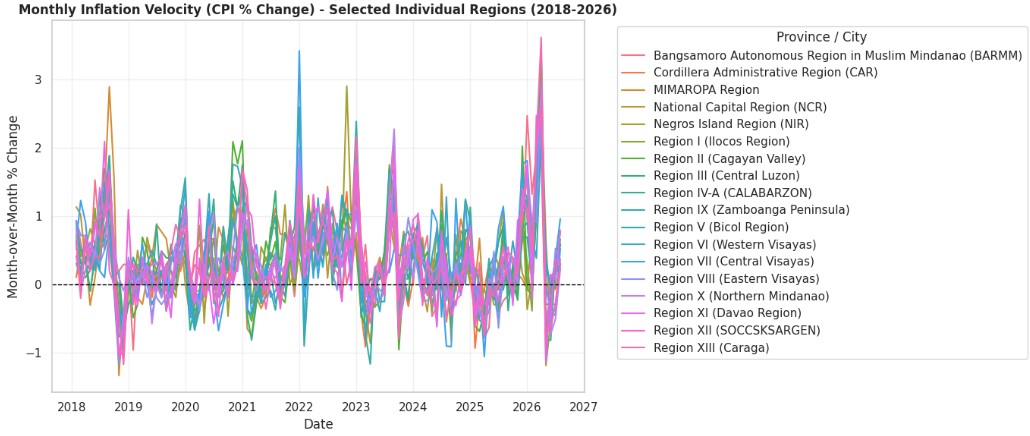 Monthly Inflation Velocity (CPI % Change) - Selected Individual Regions (2018-2026)
Month-over-Month % Change
3
2
1
0
−1
2018 2019 2020 2021 2022 2023 2024 2025 2026 2027
Date
Province / City
Bangsamoro Autonomous Region in Muslim Mindanao (BARMM)
Cordillera Administrative Region (CAR)
MIMAROPA Region
National Capital Region (NCR)
Negros Island Region (NIR)
Region I (Ilocos Region)
Region II (Cagayan Valley)
Region III (Central Luzon)
Region IV-A (CALABARZON)
Region IX (Zamboanga Peninsula)
Region V (Bicol Region)
Region VI (Western Visayas)
Region VII (Central Visayas)
Region VIII (Eastern Visayas)
Region X (Northern Mindanao)
Region XI (Davao Region)
Region XII (SOCCSKSARGEN)
Region XIII (Caraga)